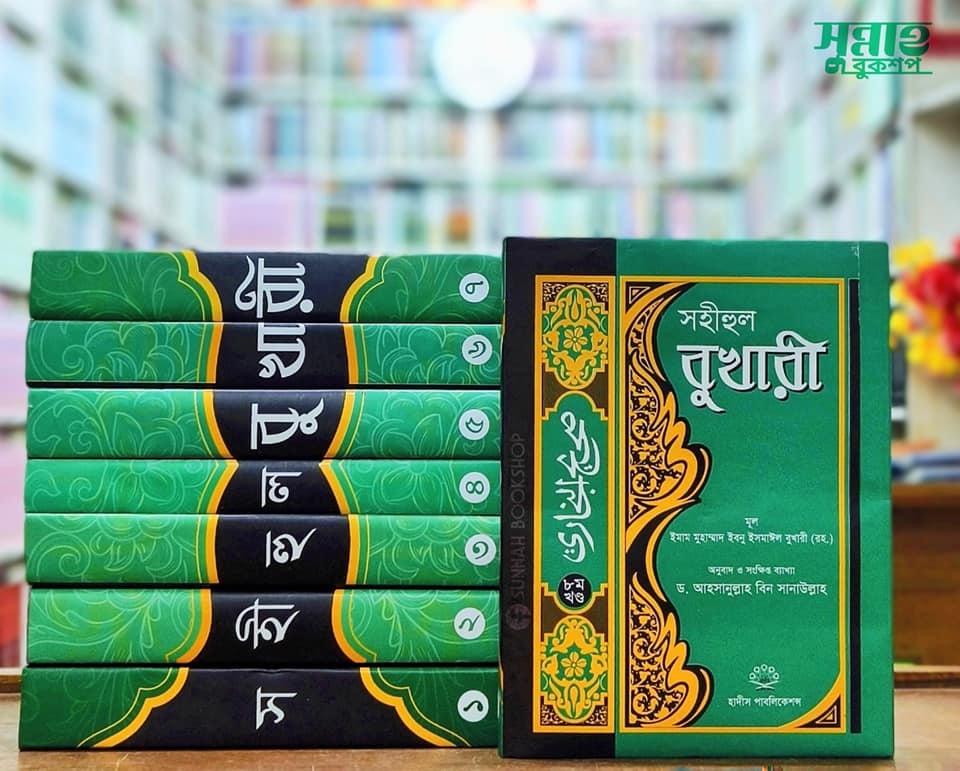 সুন্নাহ
বুকশপ
খারী
৭
৬
বু
৫
ল
৪
হু
৩
হী
২
স
১
SUNNAH BOOKSHOP
৮ম
খণ্ড
সহীহুল
বুখারী
মূল
ইমাম মুহাম্মাদ ইবনু ইসমাঈল বুখারী (রহ.)
অনুবাদ ও সংক্ষিপ্ত ব্যাখ্যা
ড. আহসানুল্লাহ বিন সানাউল্লাহ
হাদীস পাবলিকেশন্স